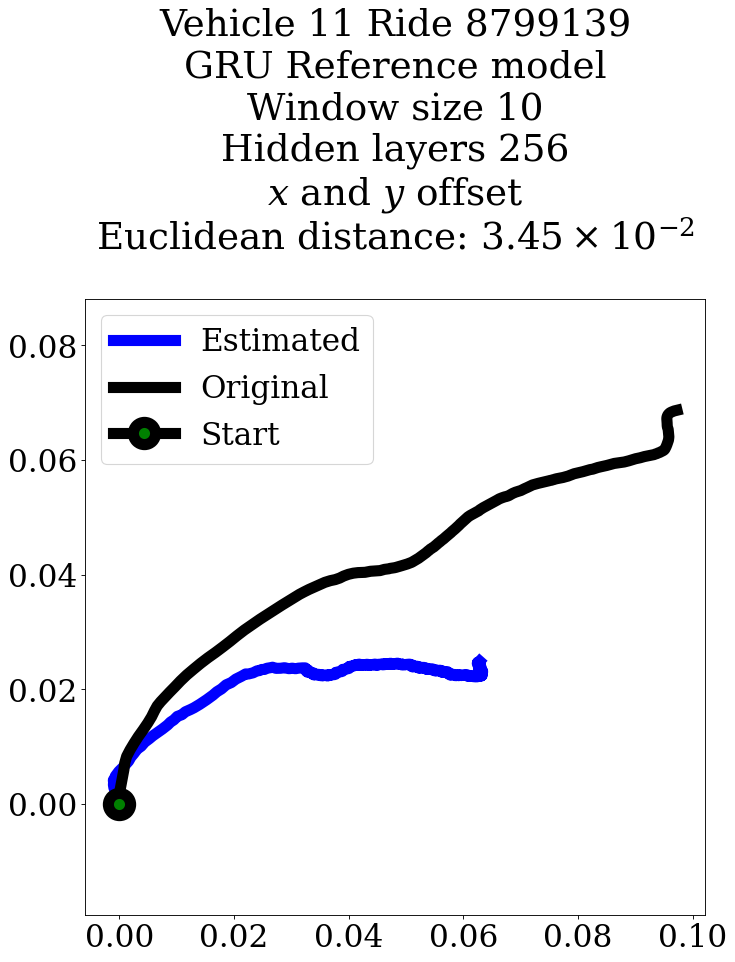 Vehicle 11 Ride 8799139
GRU Reference model
Window size 10
Hidden layers 256
x and y offset
Euclidean distance: 3.45 × 10⁻²
Estimated
Original
Start
0.08
0.06
0.04
0.02
0.00
0.00 0.02 0.04 0.06 0.08 0.10